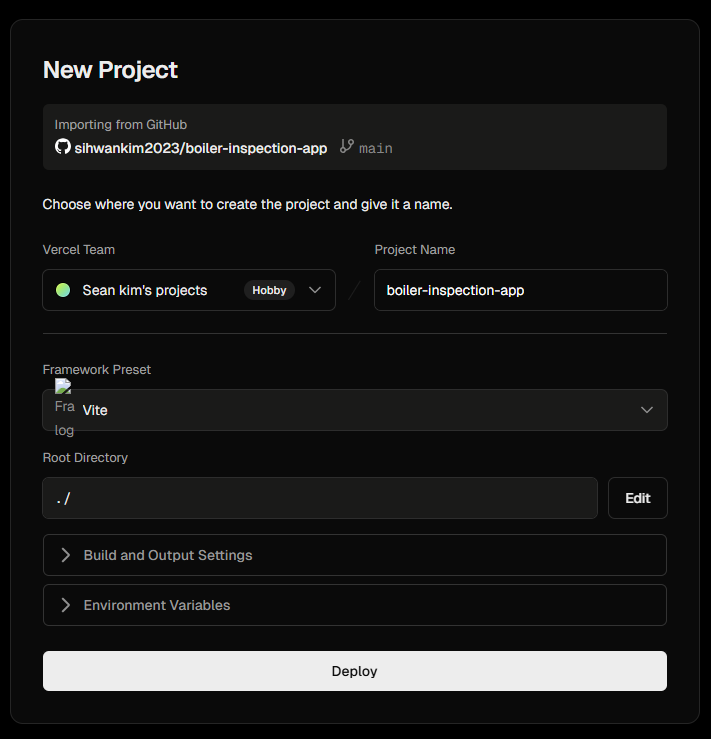 New Project
Importing from GitHub
sihwankim2023/boiler-inspection-app main
Choose where you want to create the project and give it a name.
Vercel Team
Project Name
Sean kim's projects Hobby
boiler-inspection-app
Framework Preset
Fra
Vite
log
Root Directory
./
Edit
Build and Output Settings
Environment Variables
Deploy